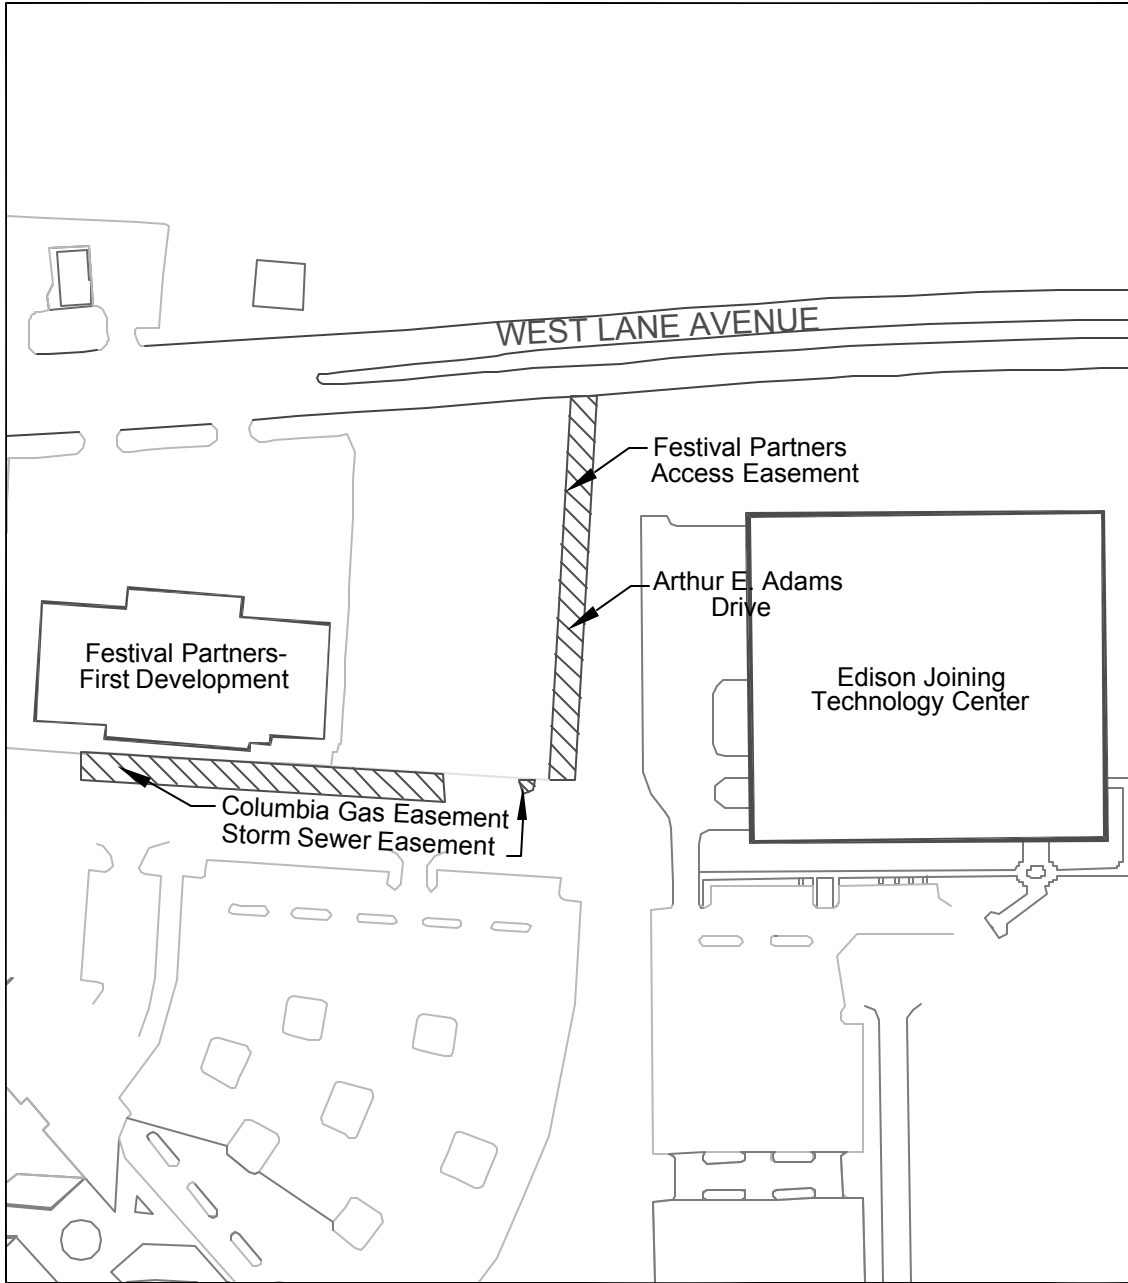 WEST LANE AVENUE
Festival Partners
Access Easement
Arthur E. Adams
Drive
Festival Partners-
First Development
Edison Joining
Technology Center
Columbia Gas Easement
Storm Sewer Easement